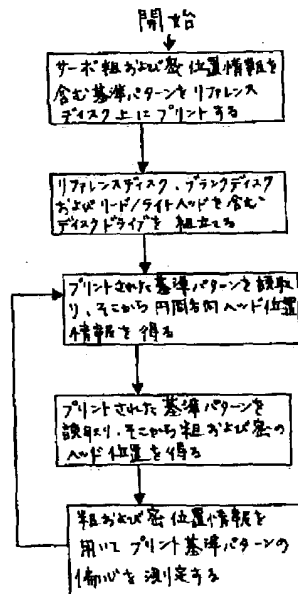 開始
サーボ粗および密位置情報を
含む基準パターンをリファレンス
ディスク上にプリントする
リファレンスディスク、ブランクディスク
およびリード/ライトヘッドを含む
ディスクドライブを組立てる
プリントされた基準パターンを読取
り、そこから円周方向ヘッド位置
情報を得る
プリントされた基準パターンを
読取り、そこから粗および密の
ヘッド位置を得る
粗および密位置情報を
用いてプリント基準パターンの
偏心を測定する